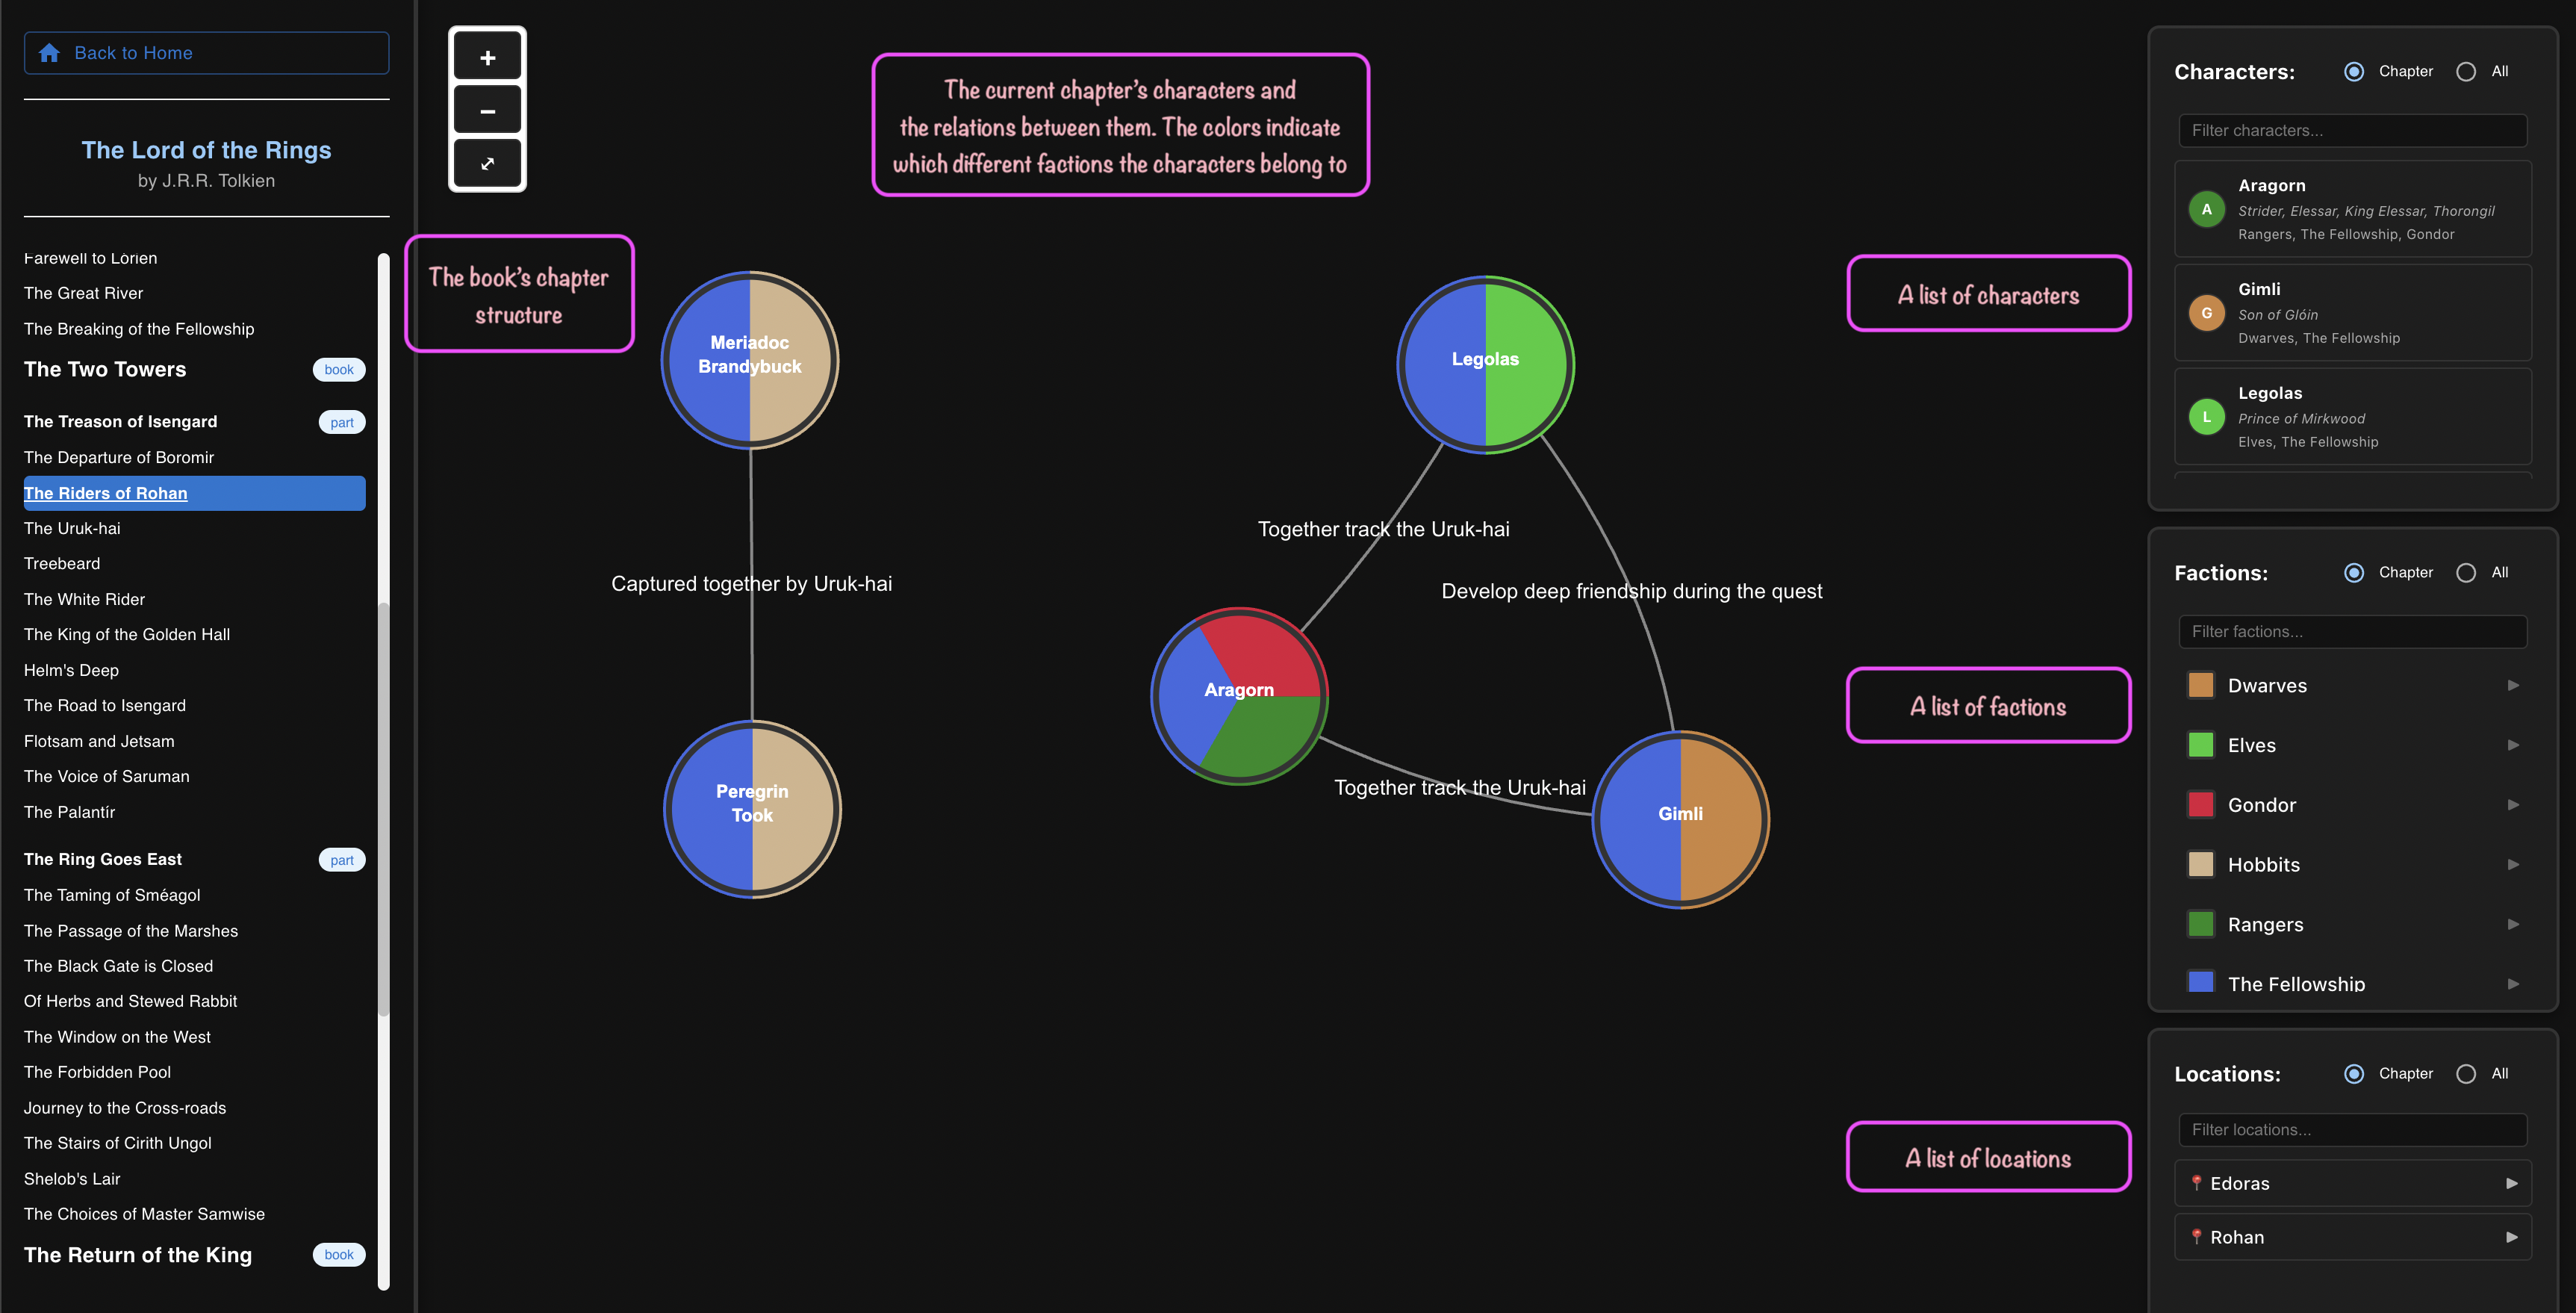 Back to Home
The Lord of the Rings
by J.R.R. Tolkien
Farewell to Lórien
The Great River
The Breaking of the Fellowship
The Two Towers book
The Treason of Isengard part
The Departure of Boromir
The Riders of Rohan
The Uruk-hai
Treebeard
The White Rider
The King of the Golden Hall
Helm's Deep
The Road to Isengard
Flotsam and Jetsam
The Voice of Saruman
The Palantír
The Ring Goes East part
The Taming of Sméagol
The Passage of the Marshes
The Black Gate is Closed
Of Herbs and Stewed Rabbit
The Window on the West
The Forbidden Pool
Journey to the Cross-roads
The Stairs of Cirith Ungol
Shelob's Lair
The Choices of Master Samwise
The Return of the King book
+
−
The book's chapter
structure
The current chapter's characters and
the relations between them. The colors indicate
which different factions the characters belong to
Meriadoc
Brandybuck
Captured together by Uruk-hai
Peregrin
Took
Legolas
Together track the Uruk-hai
Develop deep friendship during the quest
Aragorn
Together track the Uruk-hai
Gimli
A list of characters
A list of factions
A list of locations
Characters: Chapter All
Filter characters...
A
Aragorn
Strider, Elessar, King Elessar, Thorongil
Rangers, The Fellowship, Gondor
G
Gimli
Son of Glóin
Dwarves, The Fellowship
L
Legolas
Prince of Mirkwood
Elves, The Fellowship
Factions: Chapter All
Filter factions...
Dwarves
Elves
Gondor
Hobbits
Rangers
The Fellowship
Locations: Chapter All
Filter locations...
Edoras
Rohan